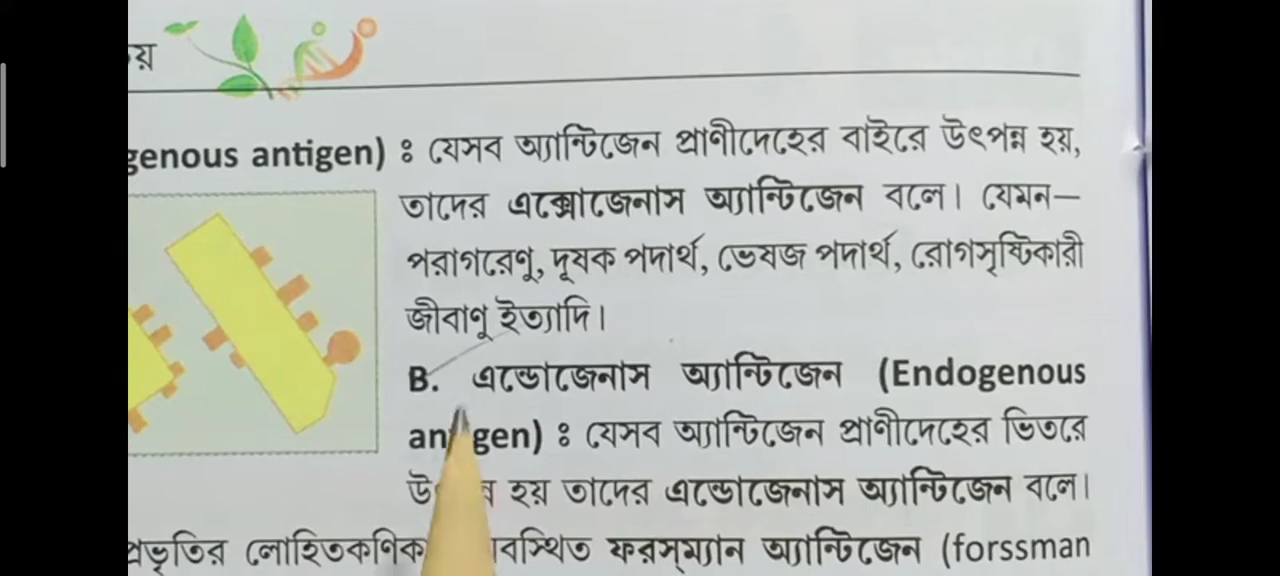 য়
genous antigen) ঃ যেসব অ্যান্টিজেন প্রাণীদেহের বাইরে উৎপন্ন হয়,
তাদের এক্সোজেনাস অ্যান্টিজেন বলে। যেমন—
পরাগরেণু, দূষক পদার্থ, ভেষজ পদার্থ, রোগসৃষ্টিকারী
জীবাণু ইত্যাদি।
B. এন্ডোজেনাস অ্যান্টিজেন (Endogenous
gen) ঃ যেসব অ্যান্টিজেন প্রাণীদেহের ভিতরে
হয় তাদের এন্ডোজেনাস অ্যান্টিজেন বলে।
প্রভৃতির লোহিতকণিক ফরস্‌ম্যান অ্যান্টিজেন (forssman